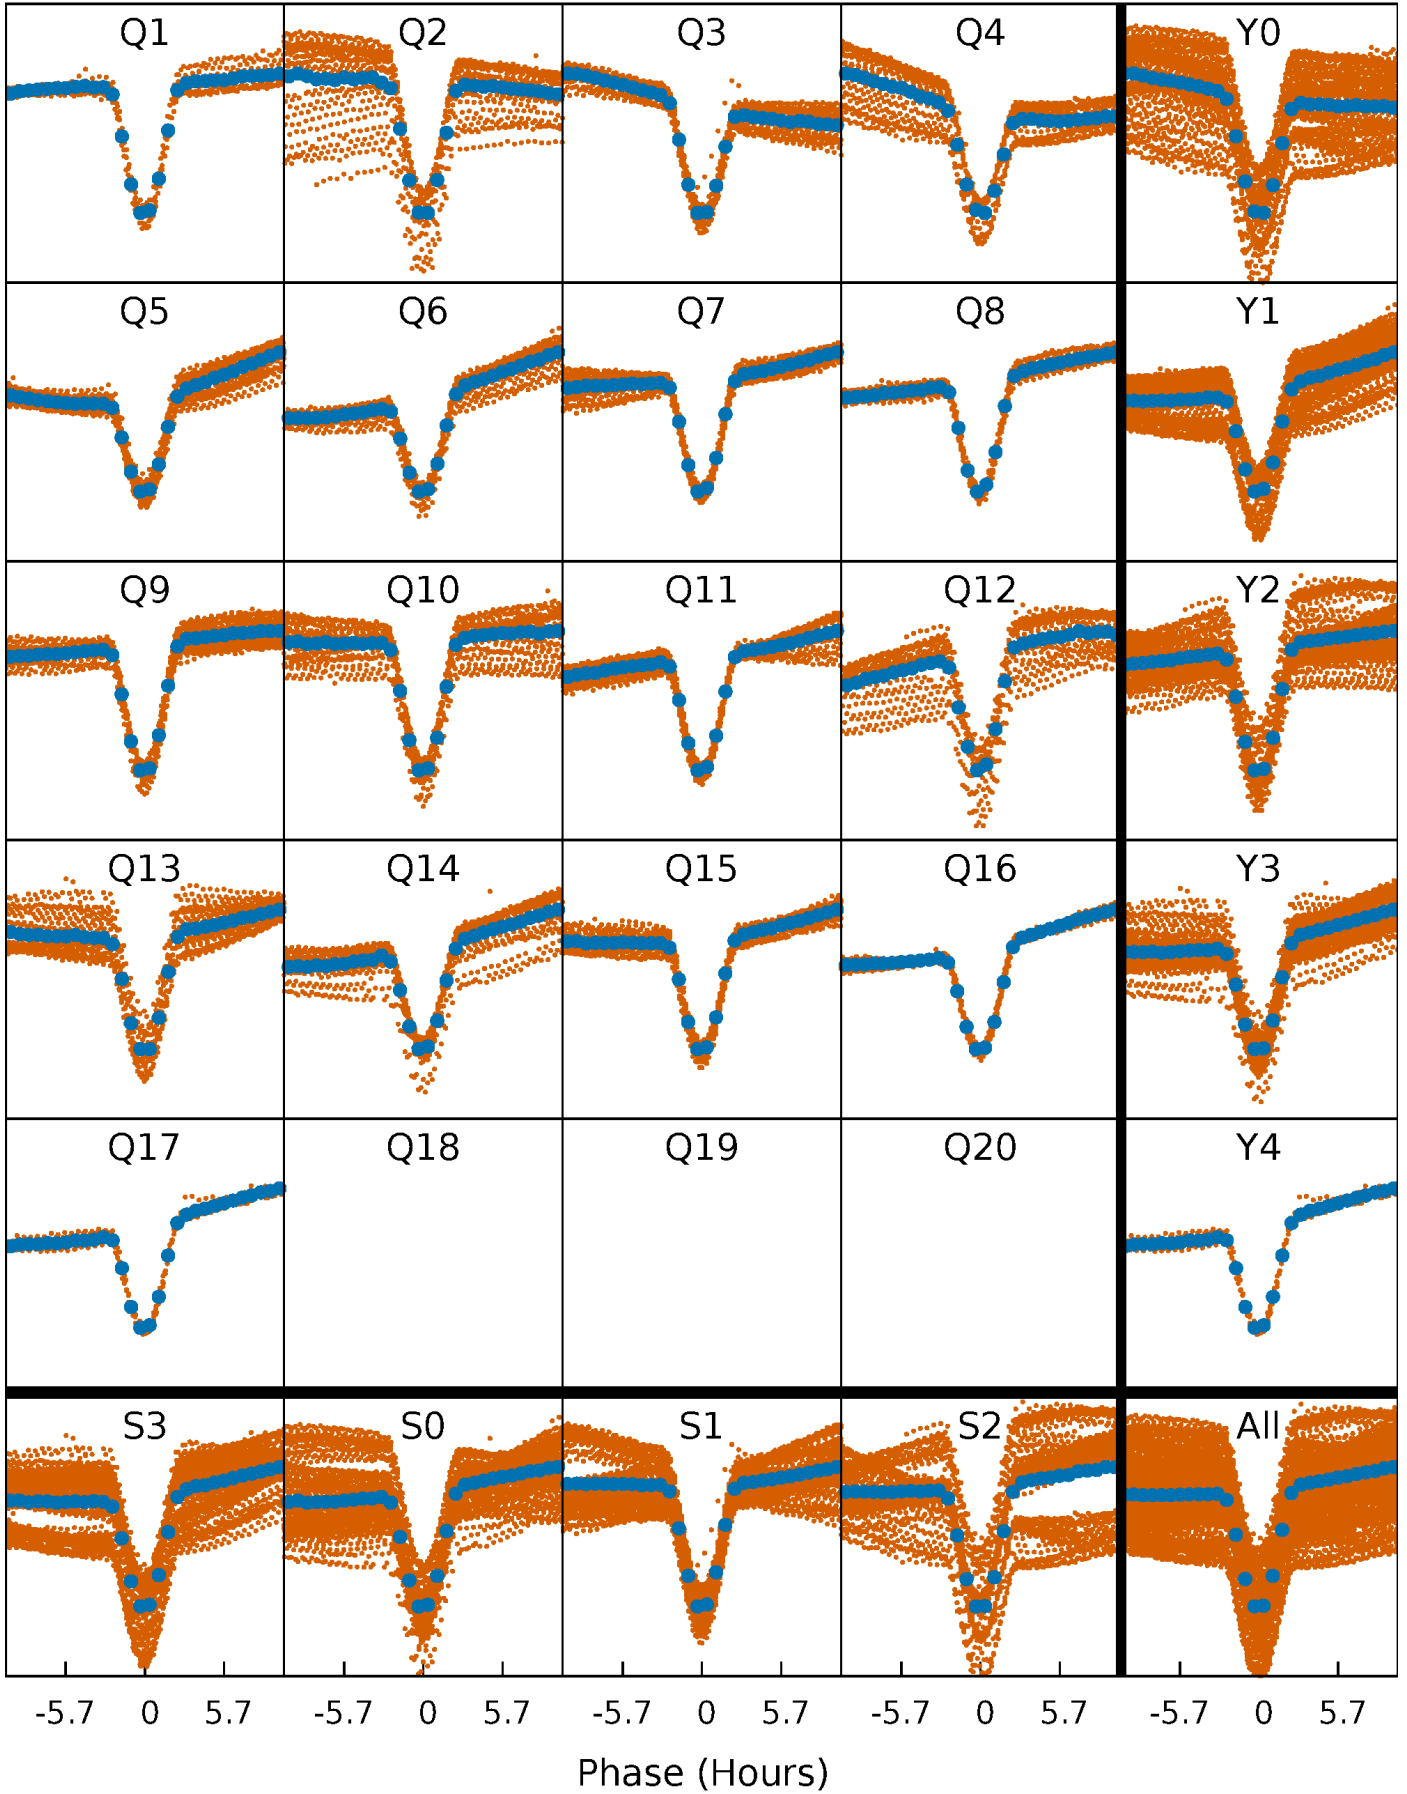 Q1 Q2 Q3 Q4 Y0
Q5 Q6 Q7 Q8 Y1
Q9 Q10 Q11 Q12 Y2
Q13 Q14 Q15 Q16 Y3
Q17 Q18 Q19 Q20 Y4
S3 S0 S1 S2 All
-5.7 0 5.7 -5.7 0 5.7 -5.7 0 5.7 -5.7 0 5.7 -5.7 0 5.7
Phase (Hours)